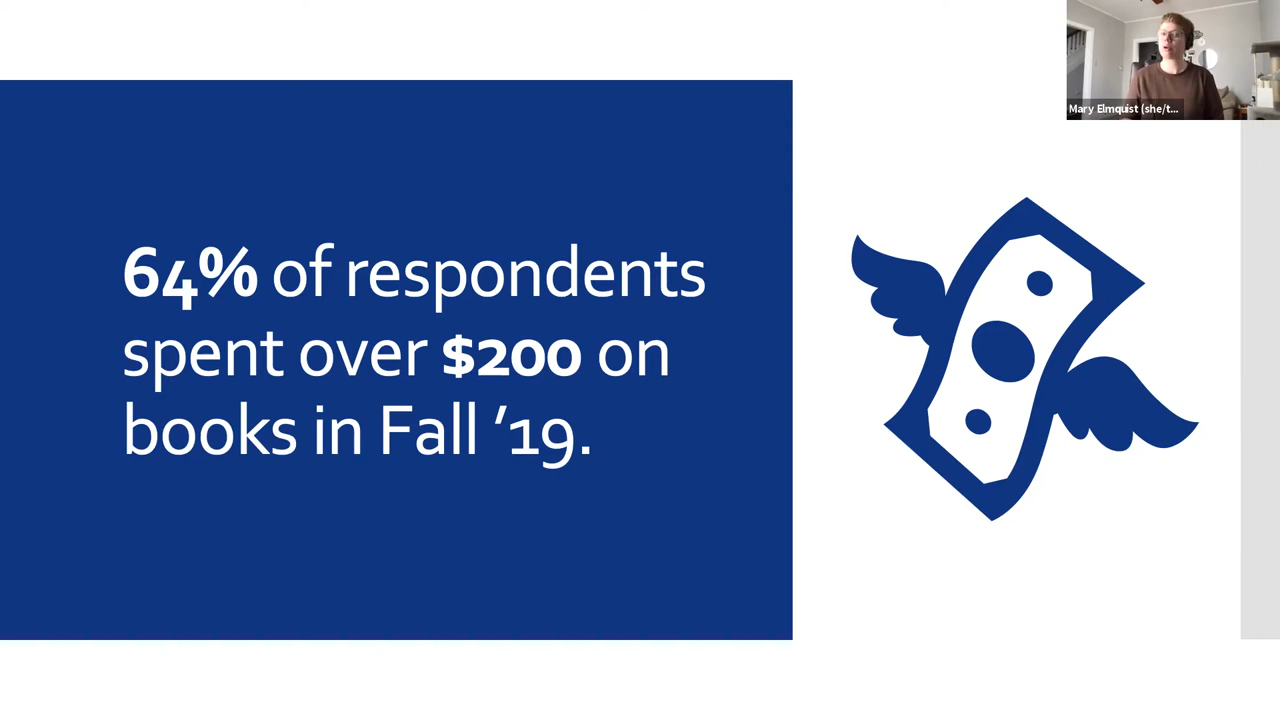 Mary Elmquist (she/t...
64% of respondents
spent over $200 on
books in Fall ’19.